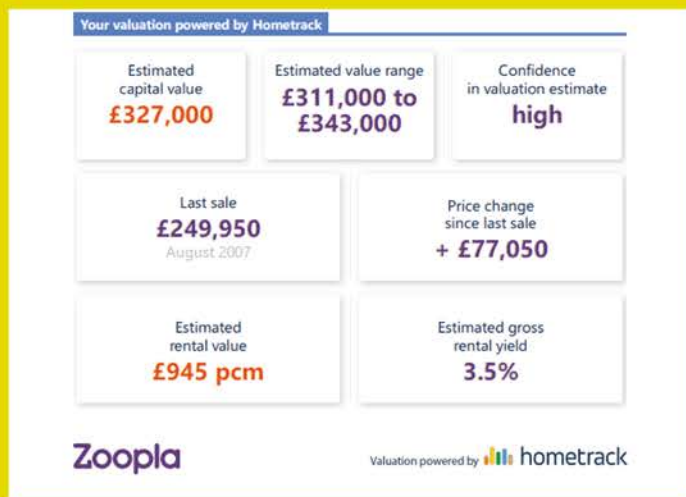 Your valuation powered by Hometrack
Estimated
capital value
£327,000
Estimated value range
£311,000 to
£343,000
Confidence
in valuation estimate
high
Last sale
£249,950
August 2007
Price change
since last sale
+ £77,050
Estimated
rental value
£945 pcm
Estimated gross
rental yield
3.5%
Zoopla
Valuation powered by hometrack